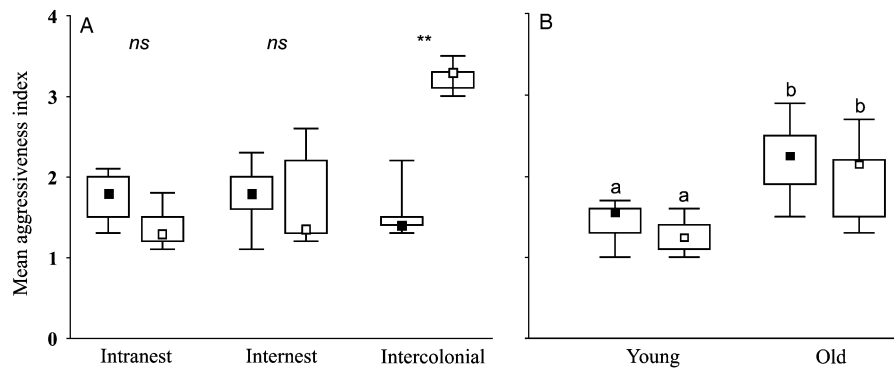 A
B
ns
ns
**
a
a
b
b
Mean aggressiveness index
4
3
2
1
0
Intranest
Internest
Intercolonial
Young
Old